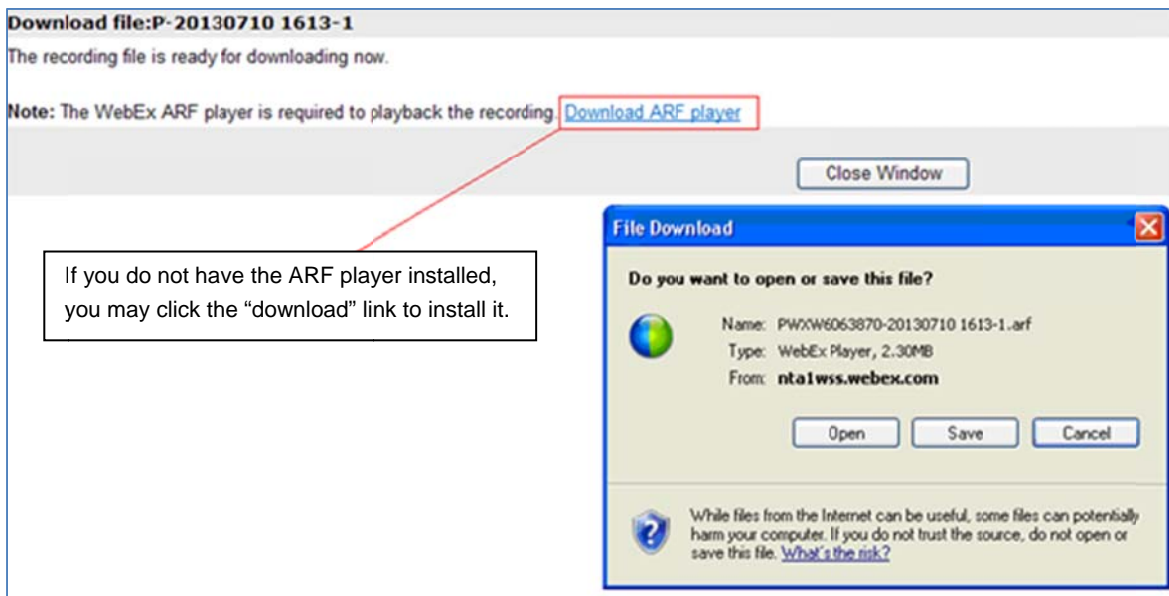 Download file:P-20130710 1613-1
The recording file is ready for downloading now.
Note: The WebEx ARF player is required to playback the recording. Download ARF player
Close Window
If you do not have the ARF player installed,
you may click the “download” link to install it.
File Download
Do you want to open or save this file?
Name: PWXW6063870-20130710 1613-1.arf
Type: WebEx Player, 2.30MB
From: nta1wss.webex.com
Open Save Cancel
While files from the Internet can be useful, some files can potentially
harm your computer. If you do not trust the source, do not open or
save this file. What's the risk?